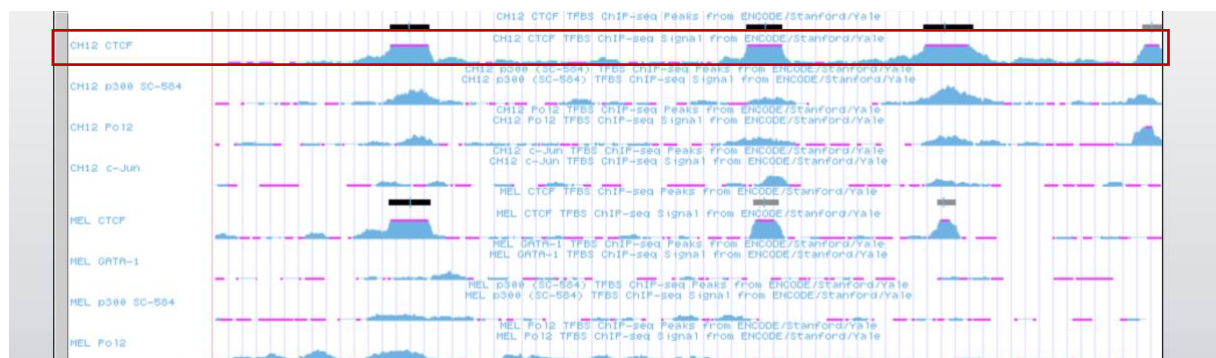 CH12 CTCF TFBS ChIP-seq Peaks from ENCODE/Stanford/Yale
CH12 CTCF TFBS ChIP-seq Signal from ENCODE/Stanford/Yale
CH12 CTCF
CH12 p300 (SC-584) TFBS ChIP-seq Peaks from ENCODE/Stanford/Yale
CH12 p300 (SC-584) TFBS ChIP-seq Signal from ENCODE/Stanford/Yale
CH12 p300 SC-584
CH12 Pol2 TFBS ChIP-seq Peaks from ENCODE/Stanford/Yale
CH12 Pol2 TFBS ChIP-seq Signal from ENCODE/Stanford/Yale
CH12 Pol2
CH12 c-Jun TFBS ChIP-seq Peaks from ENCODE/Stanford/Yale
CH12 c-Jun TFBS ChIP-seq Signal from ENCODE/Stanford/Yale
CH12 c-Jun
MEL CTCF TFBS ChIP-seq Peaks from ENCODE/Stanford/Yale
MEL CTCF TFBS ChIP-seq Signal from ENCODE/Stanford/Yale
MEL CTCF
MEL GATA-1 TFBS ChIP-seq Peaks from ENCODE/Stanford/Yale
MEL GATA-1 TFBS ChIP-seq Signal from ENCODE/Stanford/Yale
MEL GATA-1
MEL p300 (SC-584) TFBS ChIP-seq Peaks from ENCODE/Stanford/Yale
MEL p300 (SC-584) TFBS ChIP-seq Signal from ENCODE/Stanford/Yale
MEL p300 SC-584
MEL Pol2 TFBS ChIP-seq Peaks from ENCODE/Stanford/Yale
MEL Pol2 TFBS ChIP-seq Signal from ENCODE/Stanford/Yale
MEL Pol2